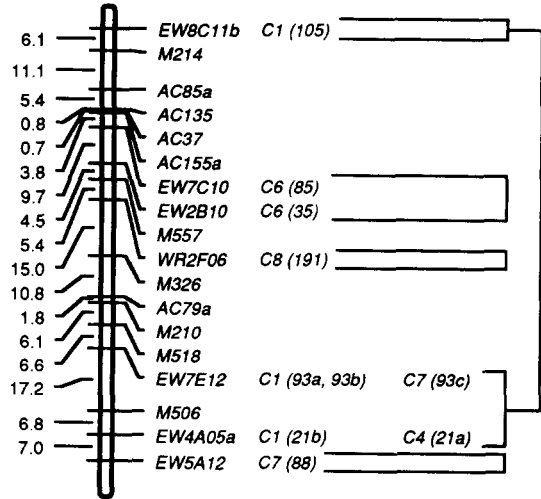 EW8C11b C1 (105)
6.1
M214
11.1
AC85a
5.4
AC135
0.8
AC37
0.7
AC155a
3.8
EW7C10 C6 (85)
9.7
EW2B10 C6 (35)
4.5
M557
5.4
WR2F06 C8 (191)
15.0
M326
10.8
AC79a
1.8
M210
6.1
M518
6.6
EW7E12 C1 (93a, 93b) C7 (93c)
17.2
M506
6.8
EW4A05a C1 (21b) C4 (21a)
7.0
EW5A12 C7 (88)